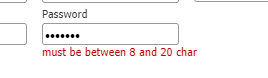 Password
•••••••
must be between 8 and 20 char